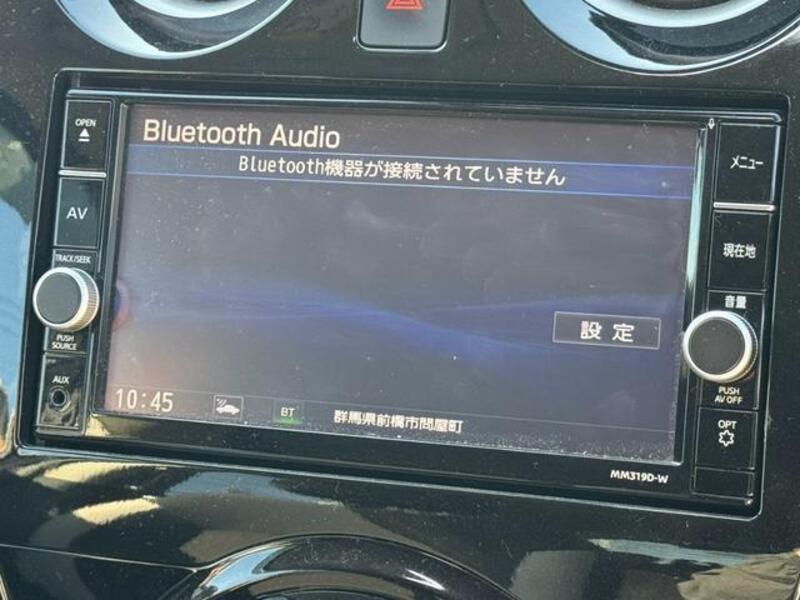 OPEN
AV
TRACK/SEEK
PUSH
SOURCE
AUX
Bluetooth Audio
Bluetooth機器が接続されていません
設定
10:45
BT
群馬県前橋市問屋町
メニュー
現在地
音量
PUSH
AV OFF
OPT
MM319D-W